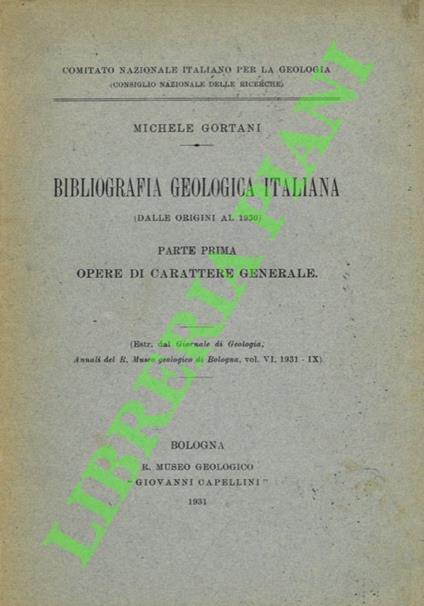 COMITATO NAZIONALE ITALIANO PER LA GEOLOGIA
(CONSIGLIO NAZIONALE DELLE RICERCHE)
MICHELE GORTANI
BIBLIOGRAFIA GEOLOGICA ITALIANA
(DALLE ORIGINI AL 1930)
PARTE PRIMA
OPERE DI CARATTERE GENERALE.
(Estr. dal Giornale di Geologia,
Annali del R. Museo geologico di Bologna, vol. VI, 1931 - IX)
BOLOGNA
R. MUSEO GEOLOGICO
"GIOVANNI CAPELLINI"
1931
LIBRERIA PIANI